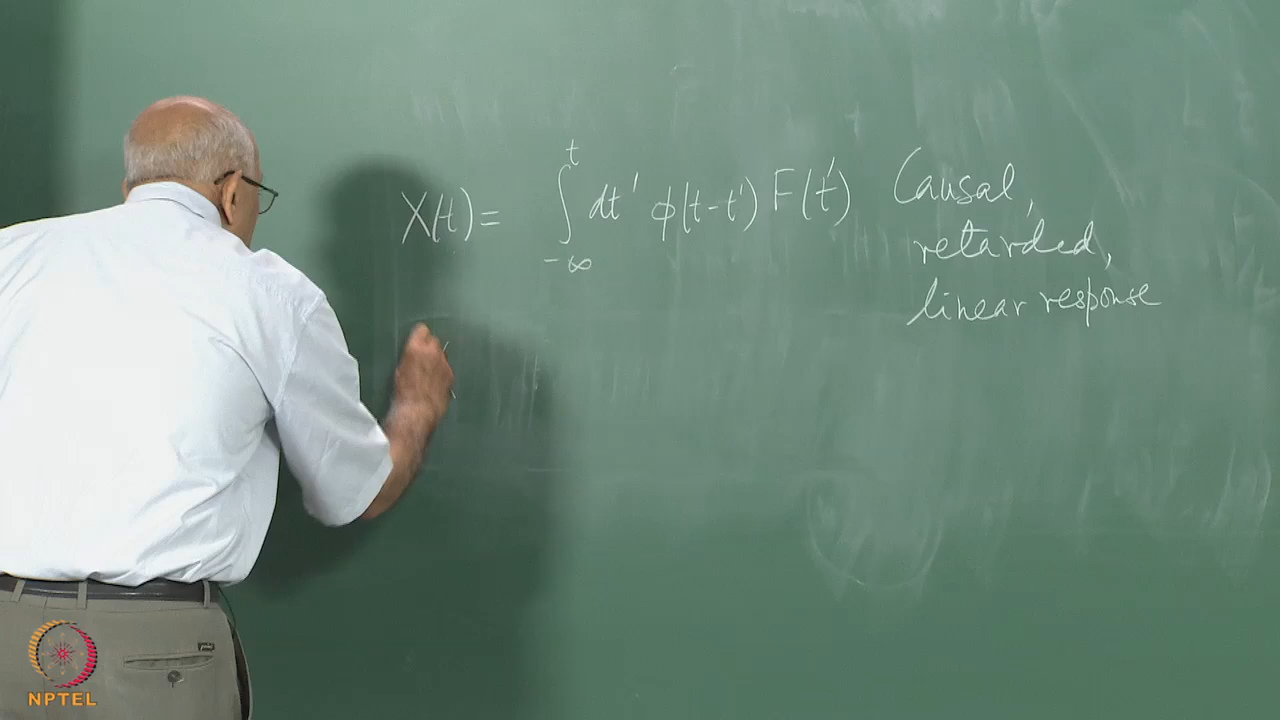 X(t) = ∫_{-∞}^{t} dt' φ(t-t') F(t') Causal,
retarded,
linear response
NPTEL